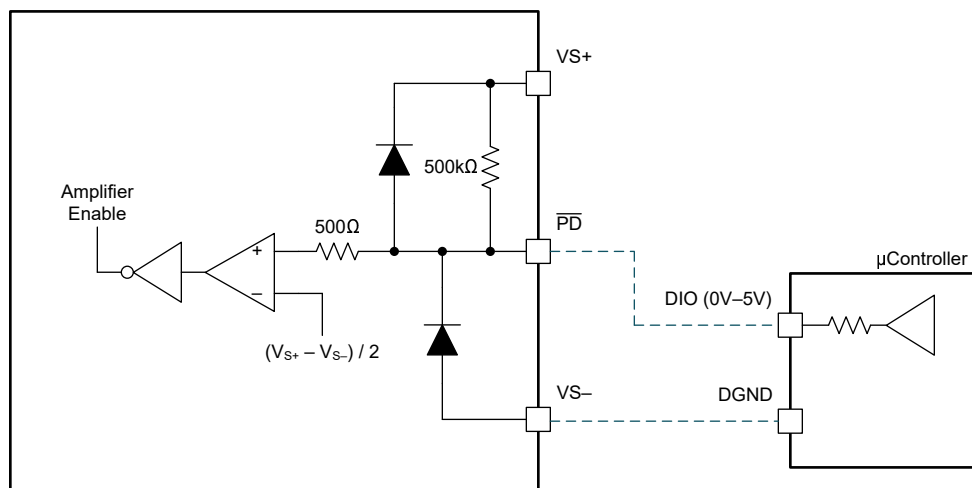 VS+
500kΩ
Amplifier
Enable
500Ω
PD
+
–
(VS+ – VS–) / 2
µController
DIO (0V–5V)
VS–
DGND